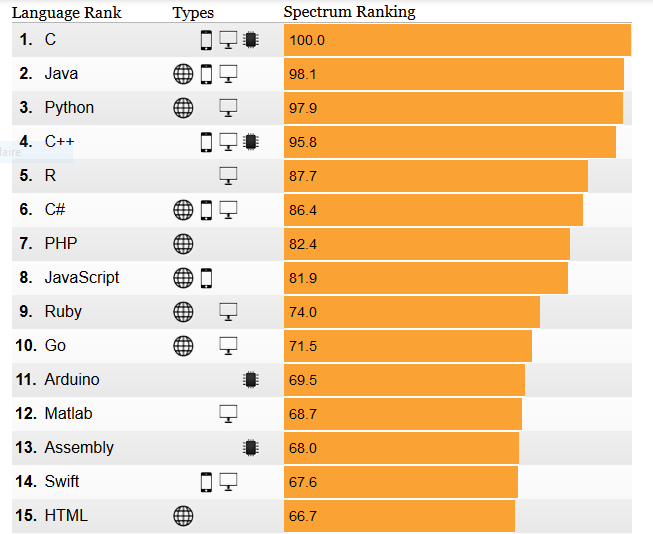 Language Rank Types Spectrum Ranking
1. C 100.0
2. Java 98.1
3. Python 97.9
4. C++ 95.8
laire
5. R 87.7
6. C# 86.4
7. PHP 82.4
8. JavaScript 81.9
9. Ruby 74.0
10. Go 71.5
11. Arduino 69.5
12. Matlab 68.7
13. Assembly 68.0
14. Swift 67.6
15. HTML 66.7